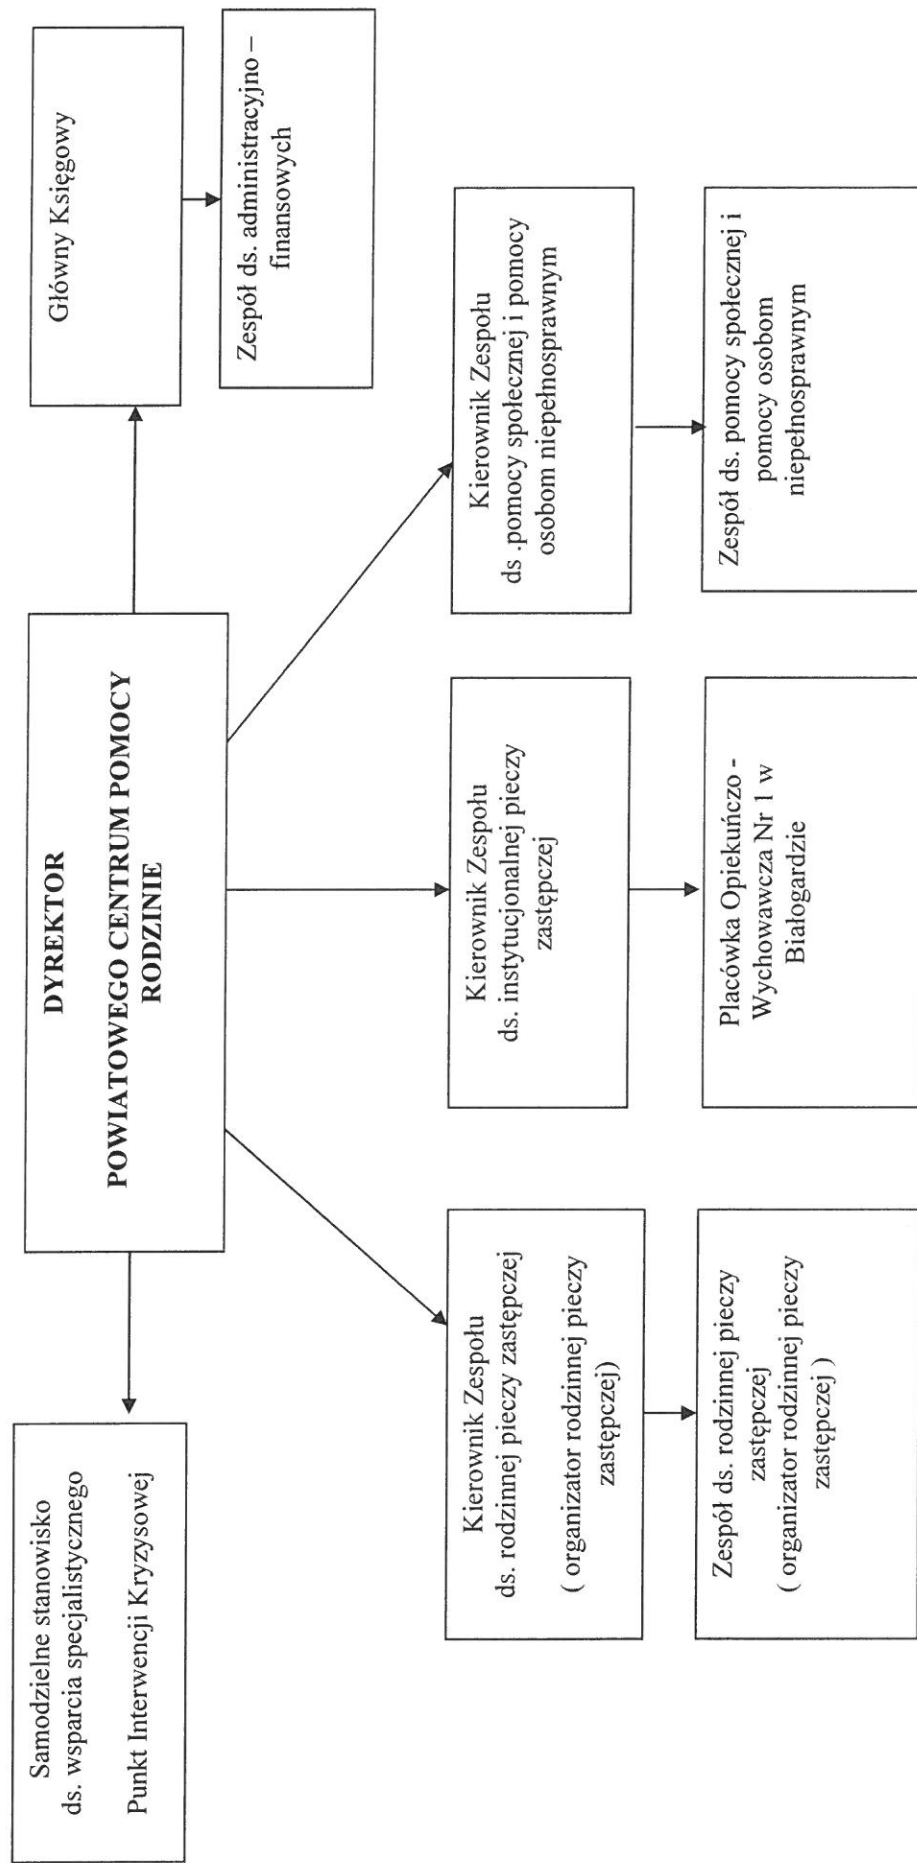 DYREKTOR
POWIATOWEGO CENTRUM POMOCY
RODZINIE
Samodzielne stanowisko
ds. wsparcia specjalistycznego
Punkt Interwencji Kryzysowej
Główny Księgowy
Zespół ds. administracyjno –
finansowych
Kierownik Zespołu
ds. rodzinnej pieczy zastępczej
( organizator rodzinnej pieczy
zastępczej)
Kierownik Zespołu
ds. instytucjonalnej pieczy
zastępczej
Kierownik Zespołu
ds .pomocy społecznej i pomocy
osobom niepełnosprawnym
Zespół ds. rodzinnej pieczy
zastępczej
( organizator rodzinnej pieczy
zastępczej )
Placówka Opiekuńczo -
Wychowawcza Nr 1 w
Białogardzie
Zespół ds. pomocy społecznej i
pomocy osobom
niepełnosprawnym